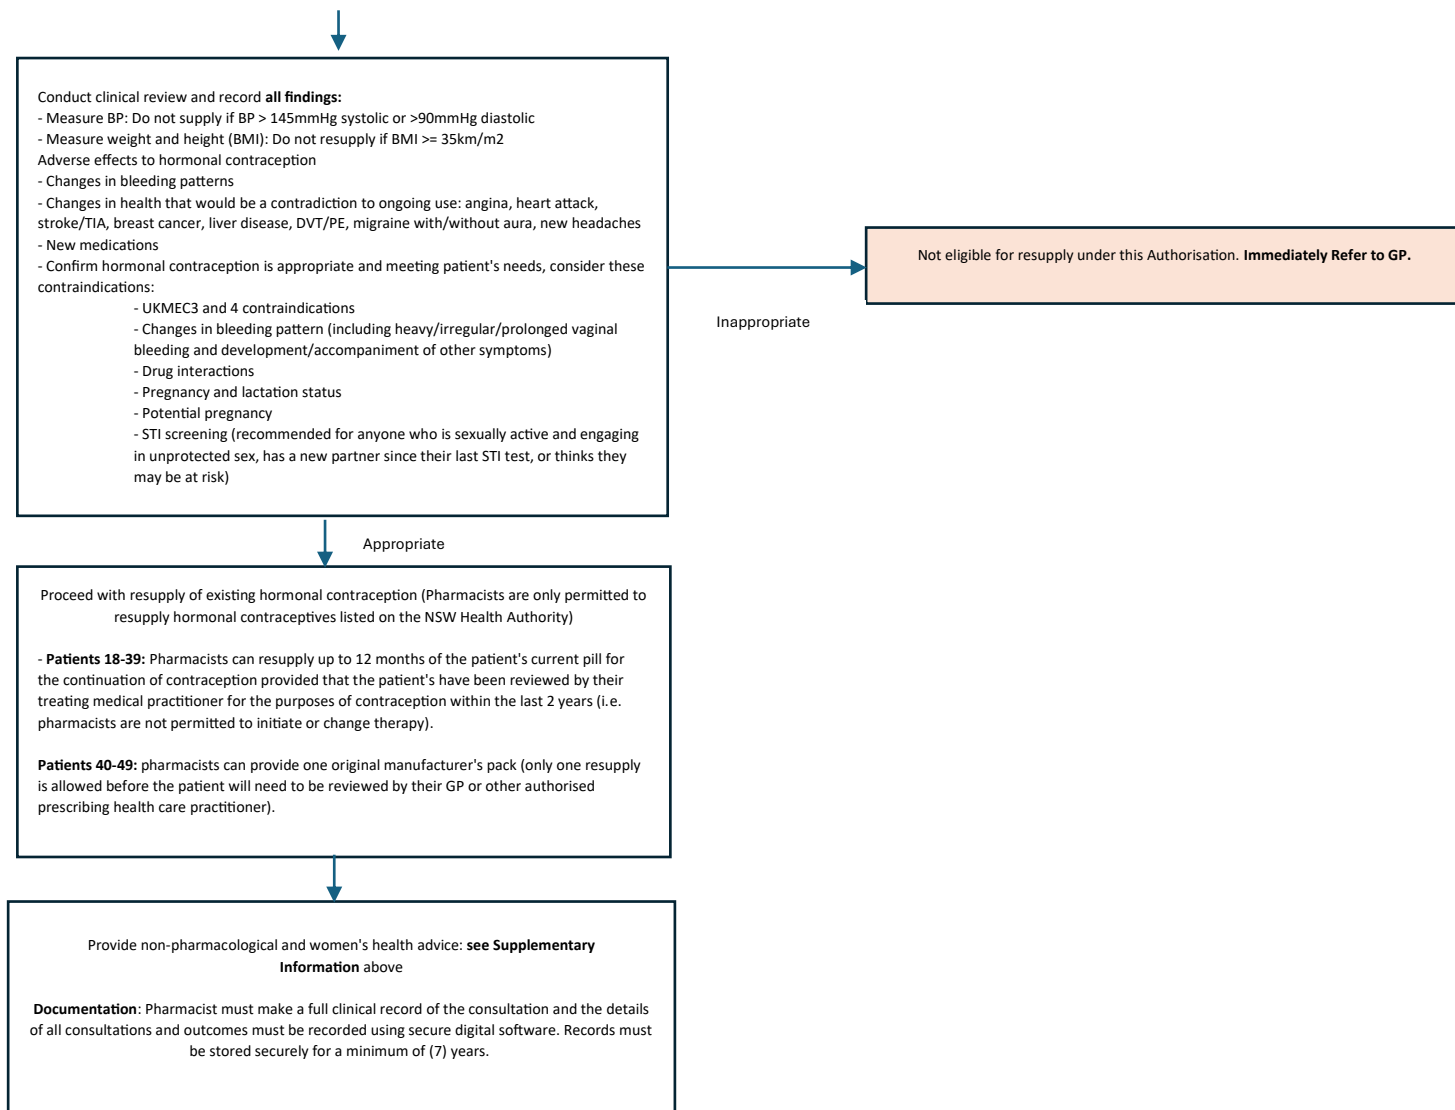 Conduct clinical review and record all findings:
- Measure BP: Do not supply if BP > 145mmHg systolic or >90mmHg diastolic
- Measure weight and height (BMI): Do not resupply if BMI >= 35km/m2
Adverse effects to hormonal contraception
- Changes in bleeding patterns
- Changes in health that would be a contradiction to ongoing use: angina, heart attack,
stroke/TIA, breast cancer, liver disease, DVT/PE, migraine with/without aura, new headaches
- New medications
- Confirm hormonal contraception is appropriate and meeting patient's needs, consider these
contraindications:
- UKMEC3 and 4 contraindications
- Changes in bleeding pattern (including heavy/irregular/prolonged vaginal
bleeding and development/accompaniment of other symptoms)
- Drug interactions
- Pregnancy and lactation status
- Potential pregnancy
- STI screening (recommended for anyone who is sexually active and engaging
in unprotected sex, has a new partner since their last STI test, or thinks they
may be at risk)
Inappropriate
Not eligible for resupply under this Authorisation. Immediately Refer to GP.
Appropriate
Proceed with resupply of existing hormonal contraception (Pharmacists are only permitted to
resupply hormonal contraceptives listed on the NSW Health Authority)
- Patients 18-39: Pharmacists can resupply up to 12 months of the patient's current pill for
the continuation of contraception provided that the patient's have been reviewed by their
treating medical practitioner for the purposes of contraception within the last 2 years (i.e.
pharmacists are not permitted to initiate or change therapy).
Patients 40-49: pharmacists can provide one original manufacturer's pack (only one resupply
is allowed before the patient will need to be reviewed by their GP or other authorised
prescribing health care practitioner).
Provide non-pharmacological and women's health advice: see Supplementary
Information above
Documentation: Pharmacist must make a full clinical record of the consultation and the details
of all consultations and outcomes must be recorded using secure digital software. Records must
be stored securely for a minimum of (7) years.